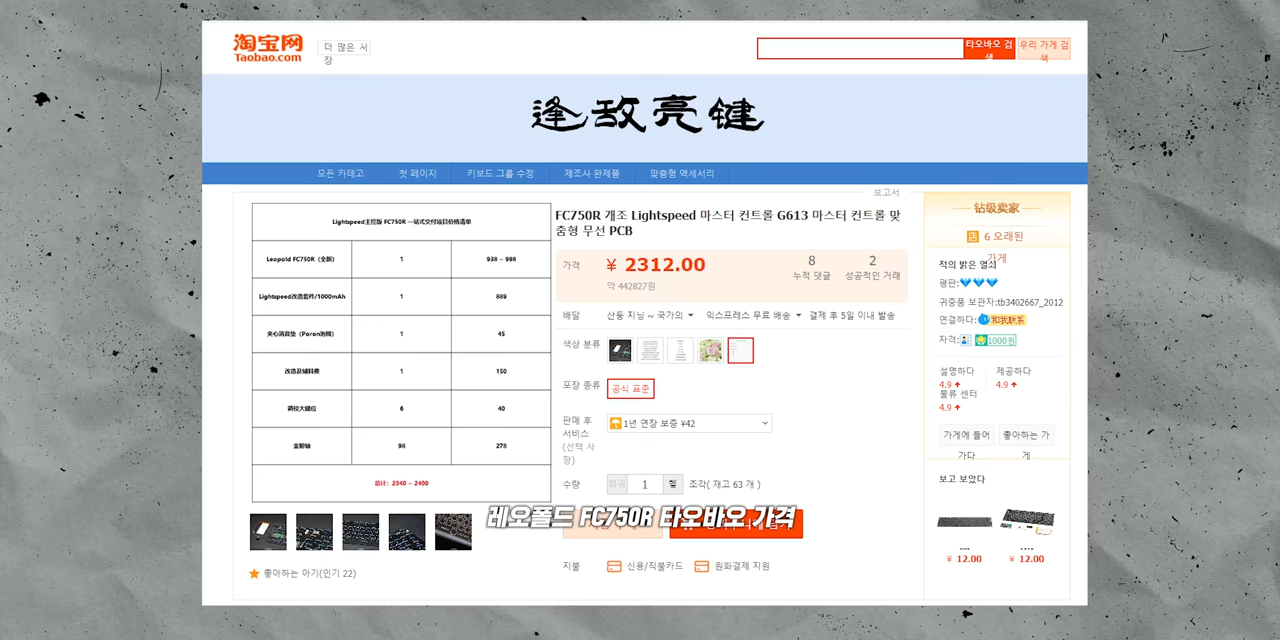 淘宝网
Taobao.com
더 많은 시
장
타오바오 검
색
우리 가게 검
색
逢敌亮键
모든 카테고
첫 페이지
키보드 그룹 수정
제조사 완제품
맞춤형 액세서리
보고서
Lightspeed主控版 FC750R 一站式交付项目价格清单
Leopold FC750R（全新） 1 938 – 998
Lightspeed改造套件/1000mAh 1 889
夹心消音垫（Poron泡棉） 1 45
改造及辅料费 1 150
调校大键位 6 40
金粉轴 98 278
总计：2340 – 2400
좋아하는 아기(인기 22)
FC750R 개조 Lightspeed 마스터 컨트롤 G613 마스터 컨트롤 맞
춤형 무선 PCB
가격 ¥ 2312.00
약 442827원
8
누적 댓글
2
성공적인 거래
배달 산둥 지닝 ~ 국가의 익스프레스 무료 배송 결제 후 5일 이내 발송
색상 분류
포장 종류 공식 표준
판매 후
서비스
(선택 사
항)
1년 연장 보증 ¥42
수량 1 조각( 재고 63 개 )
레오폴드 FC750R 타오바오 가격
지불 신용/직불카드 원화결제 지원
钻级卖家
店 6 오래된
가게
적의 밝은 열쇠
평판:
귀중품 보관자:tb3402667_2012
연결하다: 和我联系
자격: 1000원
설명하다
4.9
제공하다
4.9
물류 센터
4.9
가게에 들어
가다
좋아하는 가
게
보고 보았다
¥ 12.00
¥ 12.00